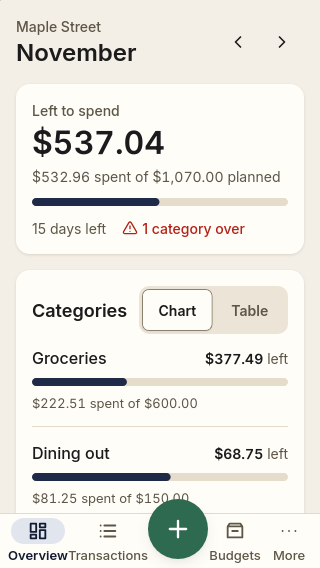 Maple Street
November
Left to spend
$537.04
$532.96 spent of $1,070.00 planned
15 days left
1 category over
Categories
Chart
Table
Groceries
$377.49 left
$222.51 spent of $600.00
Dining out
$68.75 left
$81.25 spent of $150.00
Overview
Transactions
Budgets
More